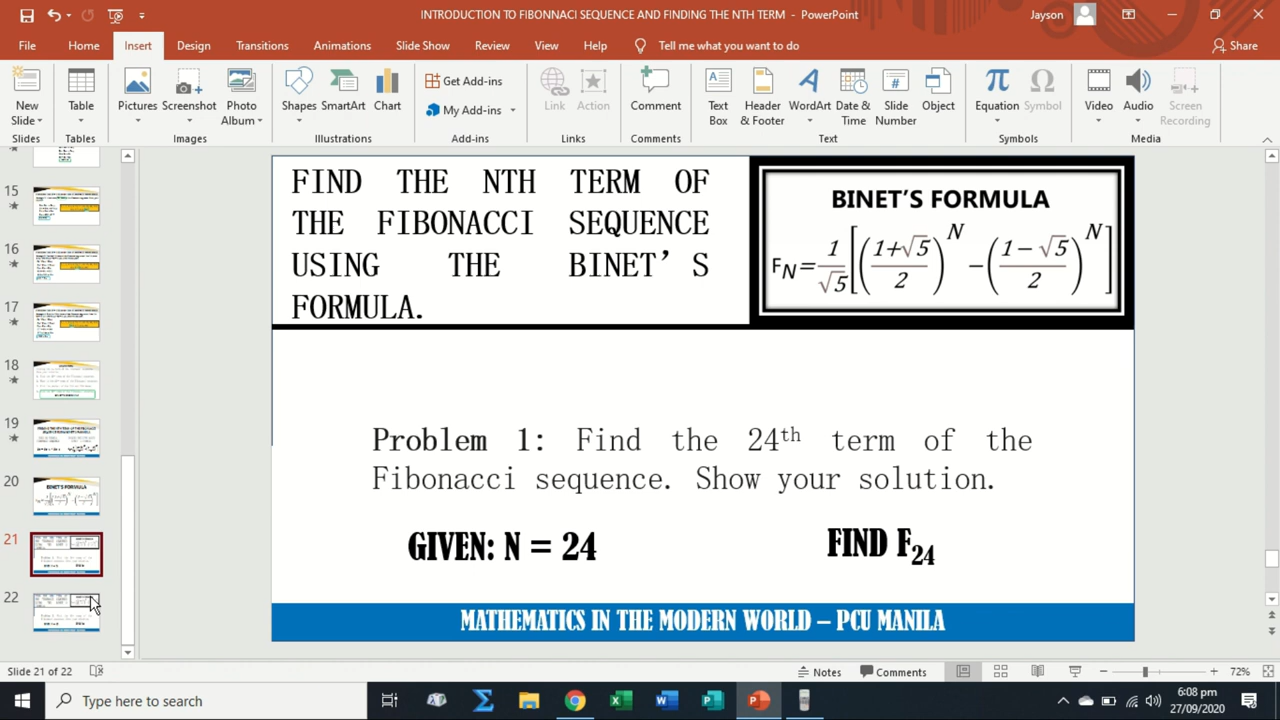 INTRODUCTION TO FIBONNACI SEQUENCE AND FINDING THE NTH TERM - PowerPoint
Jayson
File Home Insert Design Transitions Animations Slide Show Review View Help Tell me what you want to do Share
New Slide
Table
Pictures
Screenshot
Photo Album
Shapes
SmartArt
Chart
Get Add-ins
My Add-ins
Link
Action
Comment
Text Box
Header & Footer
WordArt
Date & Time
Slide Number
Object
Equation
Symbol
Video
Audio
Screen Recording
Slides Tables Images Illustrations Add-ins Links Comments Text Symbols Media
15
16
17
18
19
20
21
22
FIND THE NTH TERM OF
THE FIBONACCI SEQUENCE
USING THE BINET’S
FORMULA.
BINET’S FORMULA
F_N = 1/√5 [((1+√5)/2)^N − ((1−√5)/2)^N]
Problem 1: Find the 24th term of the
Fibonacci sequence. Show your solution.
GIVEN: N = 24
FIND F₂₄
MATHEMATICS IN THE MODERN WORLD – PCU MANILA
Slide 21 of 22
Notes
Comments
72%
Type here to search
6:08 pm
27/09/2020